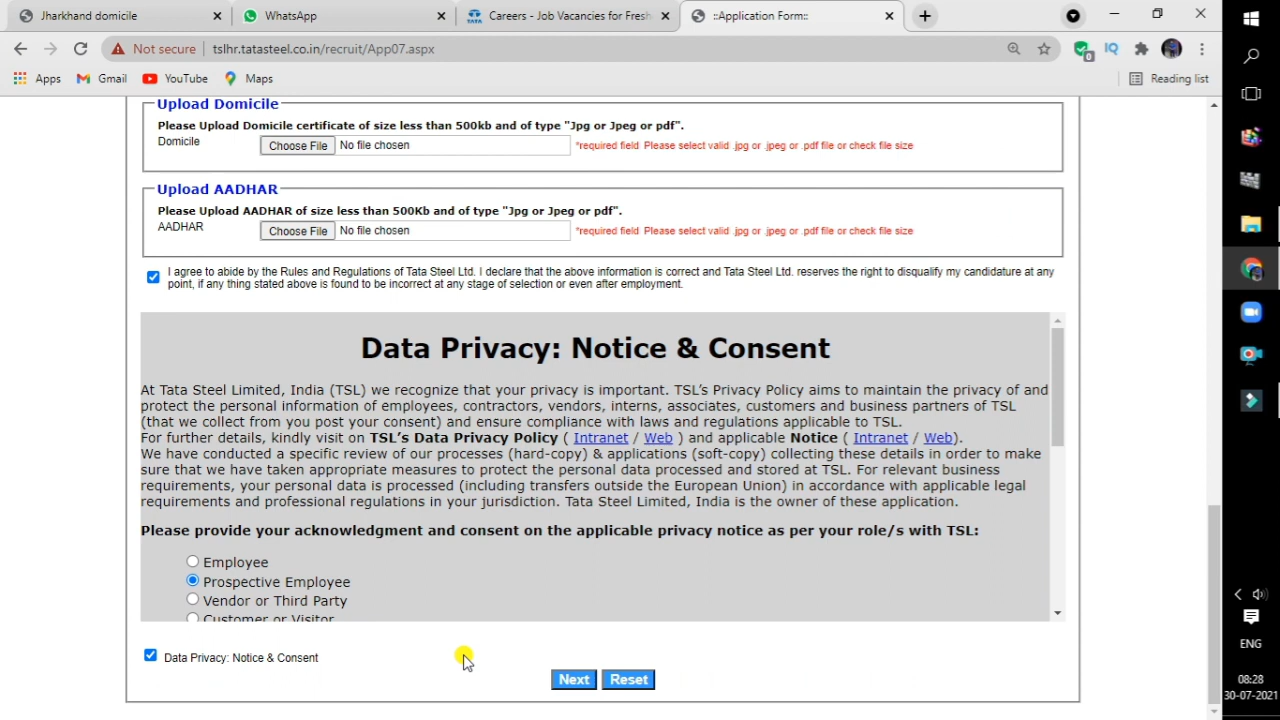 Jharkhand domicile
WhatsApp
TATA
Careers - Job Vacancies for Fresh
::Application Form::
Not secure
tslhr.tatasteel.co.in/recruit/App07.aspx
0
IQ
Apps
Gmail
YouTube
Maps
Reading list
Upload Domicile
Please Upload Domicile certificate of size less than 500kb and of type "Jpg or Jpeg or pdf".
Domicile
Choose File No file chosen
*required field Please select valid .jpg or .jpeg or .pdf file or check file size
Upload AADHAR
Please Upload AADHAR of size less than 500Kb and of type "Jpg or Jpeg or pdf".
AADHAR
Choose File No file chosen
*required field Please select valid .jpg or .jpeg or .pdf file or check file size
I agree to abide by the Rules and Regulations of Tata Steel Ltd. I declare that the above information is correct and Tata Steel Ltd. reserves the right to disqualify my candidature at any
point, if any thing stated above is found to be incorrect at any stage of selection or even after employment.
Data Privacy: Notice & Consent
At Tata Steel Limited, India (TSL) we recognize that your privacy is important. TSL's Privacy Policy aims to maintain the privacy of and
protect the personal information of employees, contractors, vendors, interns, associates, customers and business partners of TSL
(that we collect from you post your consent) and ensure compliance with laws and regulations applicable to TSL.
For further details, kindly visit on TSL's Data Privacy Policy ( Intranet / Web ) and applicable Notice ( Intranet / Web).
We have conducted a specific review of our processes (hard-copy) & applications (soft-copy) collecting these details in order to make
sure that we have taken appropriate measures to protect the personal data processed and stored at TSL. For relevant business
requirements, your personal data is processed (including transfers outside the European Union) in accordance with applicable legal
requirements and professional regulations in your jurisdiction. Tata Steel Limited, India is the owner of these application.
Please provide your acknowledgment and consent on the applicable privacy notice as per your role/s with TSL:
Employee
Prospective Employee
Vendor or Third Party
Customer or Visitor
Data Privacy: Notice & Consent
Next Reset
ENG
08:28
30-07-2021